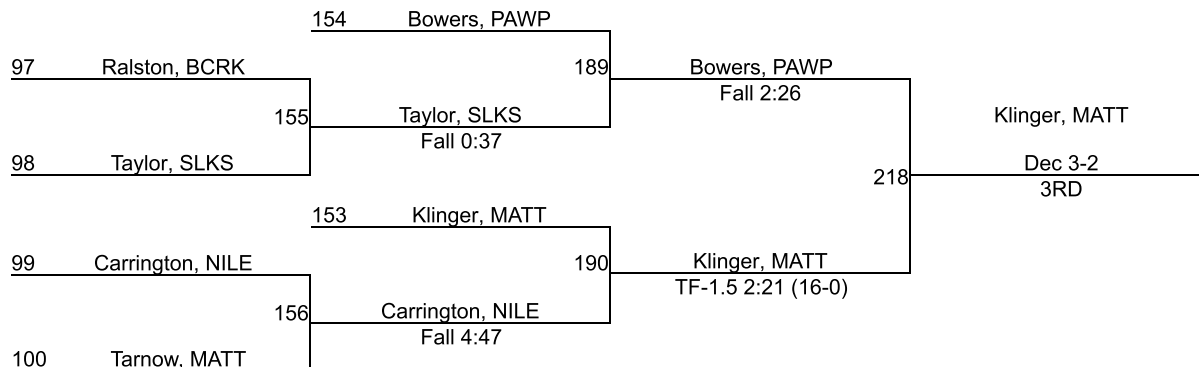 154 Bowers, PAWP
97 Ralston, BCRK
189 Bowers, PAWP
Fall 2:26
155 Taylor, SLKS
Fall 0:37
Klinger, MATT
98 Taylor, SLKS
218 Dec 3-2
3RD
153 Klinger, MATT
99 Carrington, NILE
190 Klinger, MATT
TF-1.5 2:21 (16-0)
156 Carrington, NILE
Fall 4:47
100 Tarnow, MATT